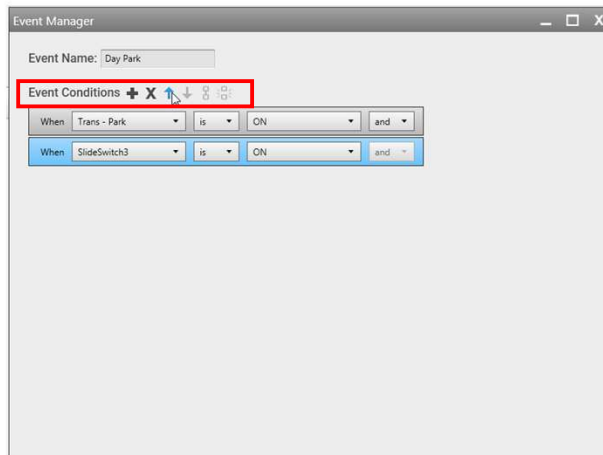 Event Manager
Event Name: Day Park
Event Conditions
When Trans - Park is ON and
When SlideSwitch3 is ON and